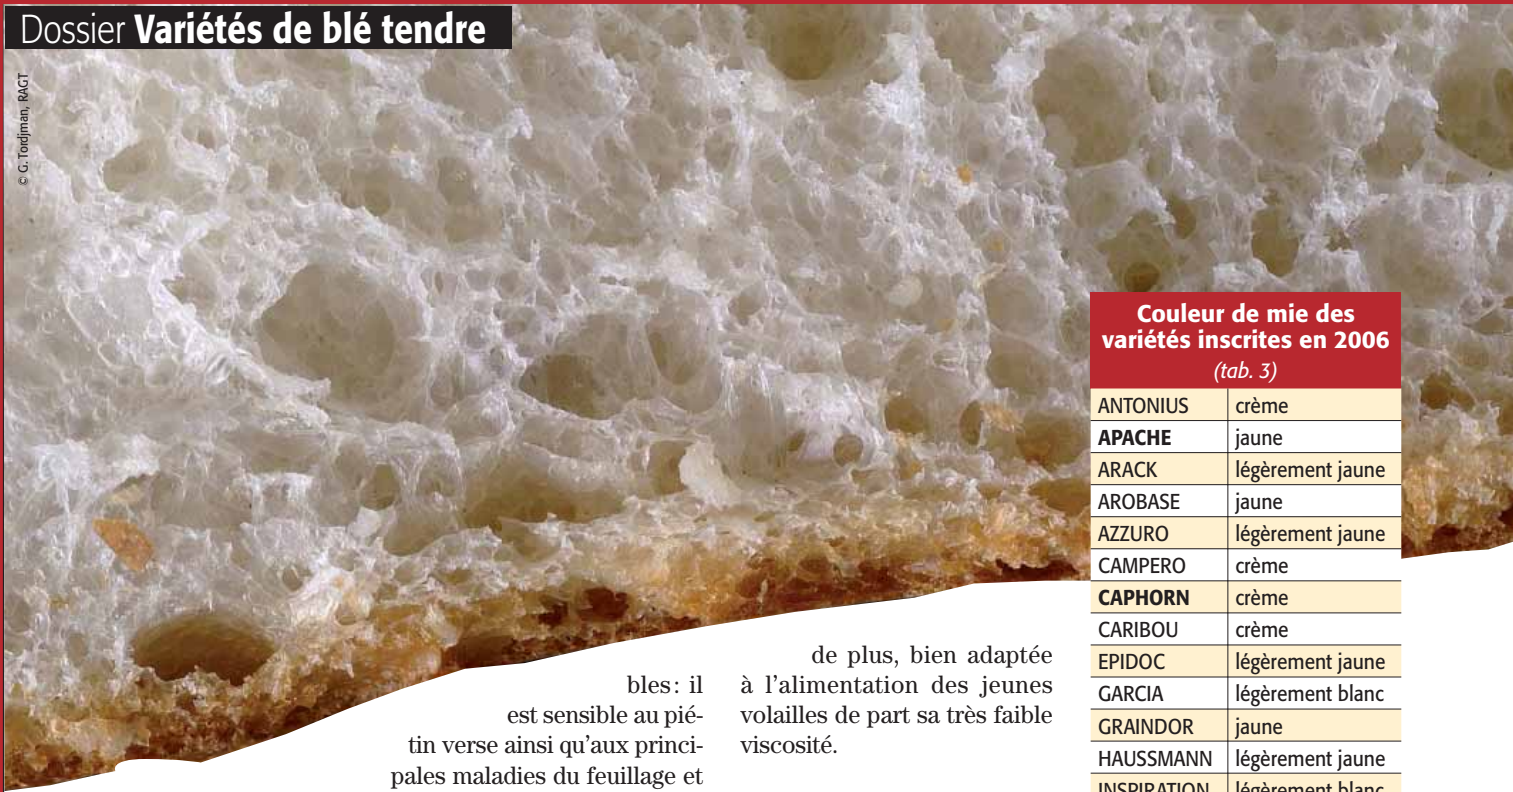 Dossier Variétés de blé tendre
© G. Tordjman, RAGT
bles : il
est sensible au pié-
tin verse ainsi qu'aux princi-
pales maladies du feuillage et
de plus, bien adaptée
à l'alimentation des jeunes
volailles de part sa très faible
viscosité.
Couleur de mie des
variétés inscrites en 2006
(tab. 3)
ANTONIUS crème
APACHE jaune
ARACK légèrement jaune
AROBASE jaune
AZZURO légèrement jaune
CAMPERO crème
CAPHORN crème
CARIBOU crème
EPIDOC légèrement jaune
GARCIA légèrement blanc
GRAINDOR jaune
HAUSSMANN légèrement jaune
INSPIRATION légèrement blanc